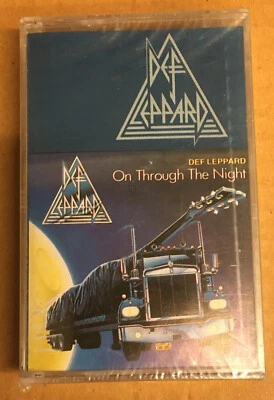 DEF
LEPPARD
DEF LEPPARD
On Through The Night
DEF
LEPPARD